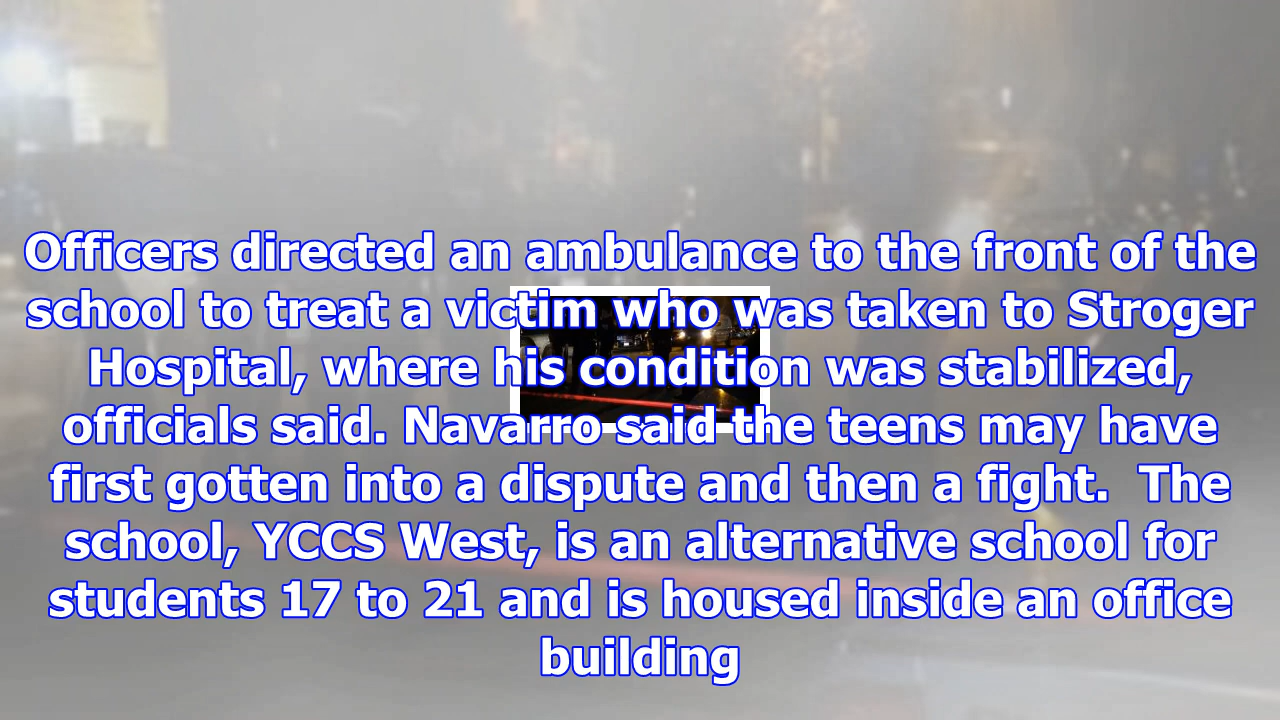 Officers directed an ambulance to the front of the
school to treat a victim who was taken to Stroger
Hospital, where his condition was stabilized,
officials said. Navarro said the teens may have
first gotten into a dispute and then a fight.  The
school, YCCS West, is an alternative school for
students 17 to 21 and is housed inside an office
building